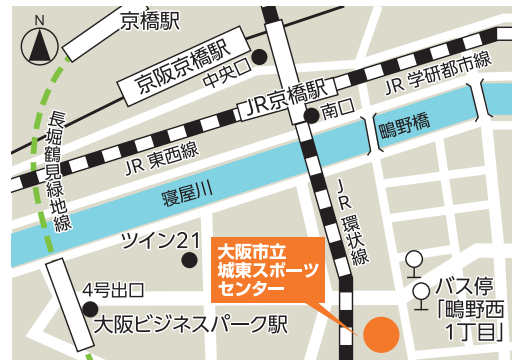 N
京橋駅
京阪京橋駅
中央口
JR京橋駅
南口
JR 学研都市線
鴫野橋
長堀鶴見緑地線
JR 東西線
寝屋川
JR 環状線
ツイン21
大阪市立
城東スポーツ
センター
4号出口
大阪ビジネスパーク駅
バス停
「鴫野西
1丁目」